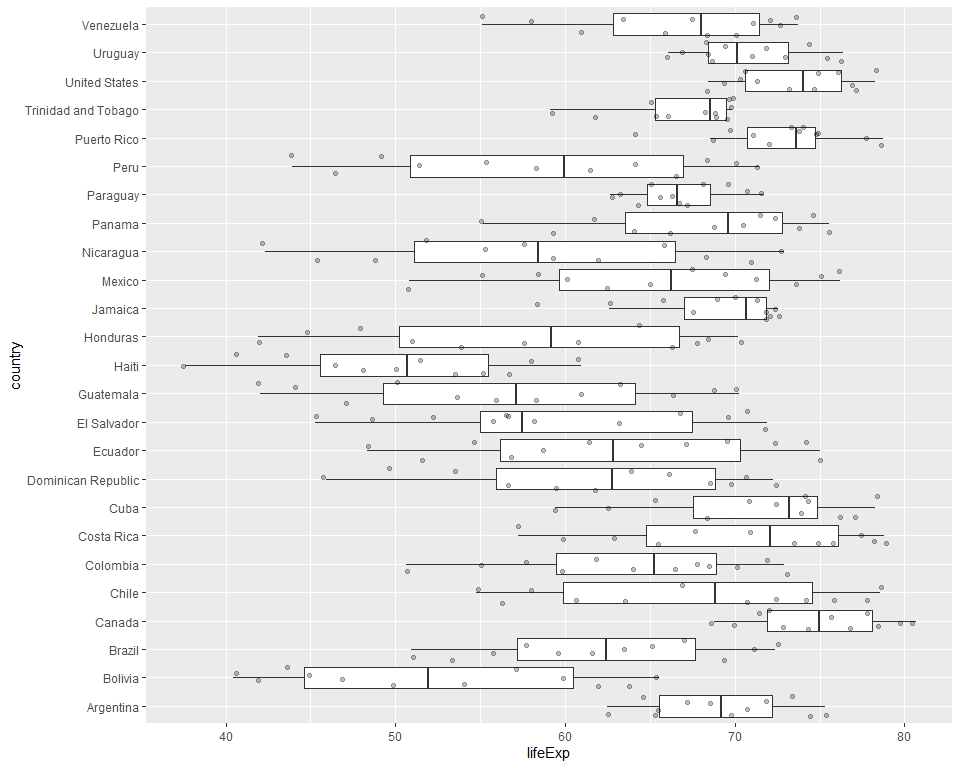 Venezuela
Uruguay
United States
Trinidad and Tobago
Puerto Rico
Peru
Paraguay
Panama
Nicaragua
Mexico
Jamaica
Honduras
Haiti
Guatemala
El Salvador
Ecuador
Dominican Republic
Cuba
Costa Rica
Colombia
Chile
Canada
Brazil
Bolivia
Argentina
country
40 50 60 70 80
lifeExp